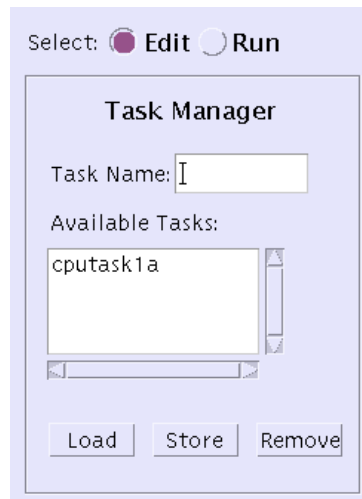 Select: Edit Run
Task Manager
Task Name:
Available Tasks:
cputask1a
Load Store Remove